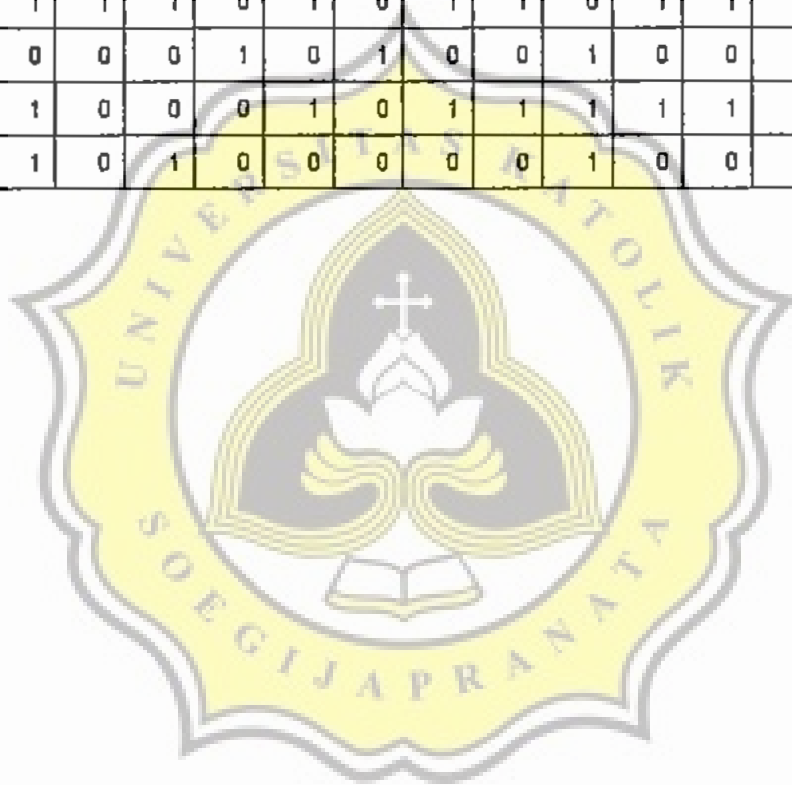 0 0 0 1 0 1 0 0 1 0 0
1 0 0 0 1 0 1 1 1 1 1
1 0 1 0 0 0 0 0 1 0 0
UNIVERSITAS KATOLIK
SOEGIJAPRANATA